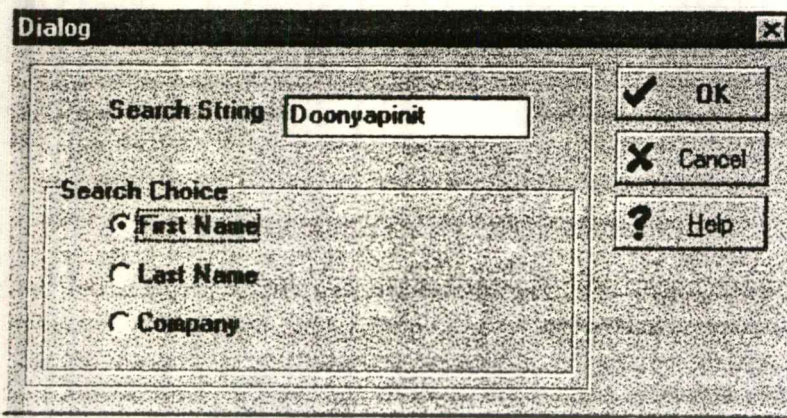 Dialog
Search String Doonyapinit
Search Choice
First Name
Last Name
Company
OK
Cancel
Help